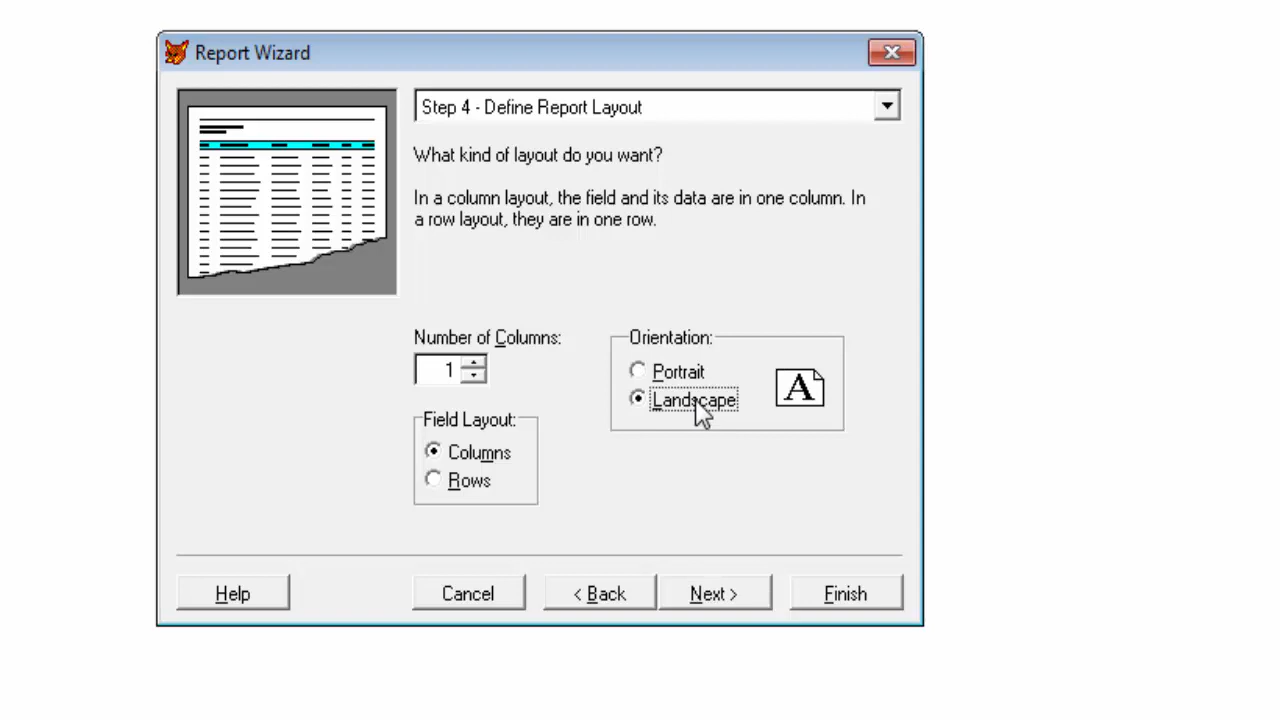 Report Wizard
Step 4 - Define Report Layout
What kind of layout do you want?
In a column layout, the field and its data are in one column. In
a row layout, they are in one row.
Number of Columns:
1
Orientation:
Portrait
Landscape
A
Field Layout:
Columns
Rows
Help
Cancel
< Back
Next >
Finish